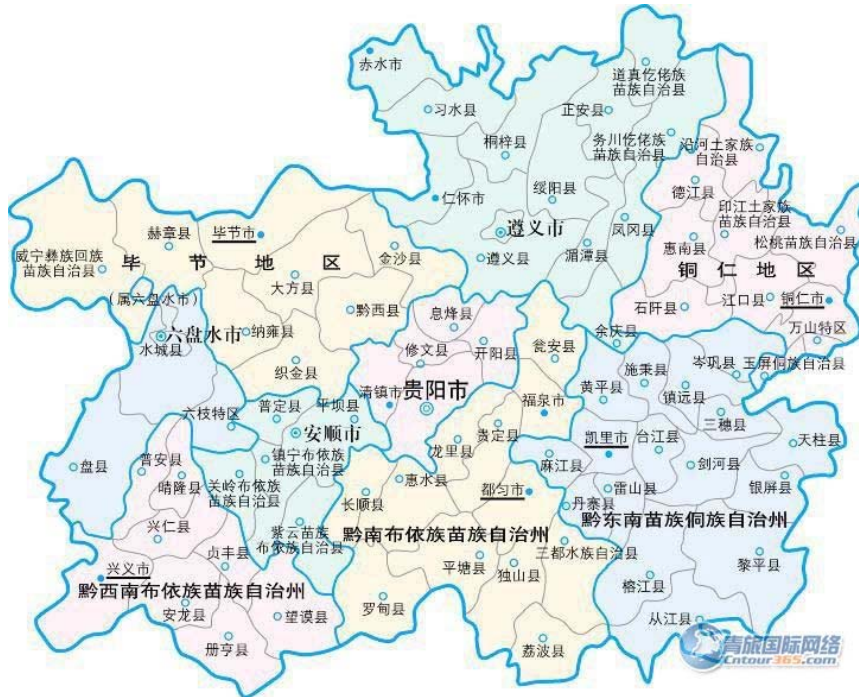 赤水市
道真仡佬族
苗族自治县
习水县
正安县
桐梓县
务川仡佬族
苗族自治县
沿河土家族
自治县
德江县
仁怀市
绥阳县
印江土家族
苗族自治县
赫章县
毕节市
遵义市
凤冈县
松桃苗族自治县
威宁彝族回族
苗族自治县
毕节地区
金沙县
遵义县
湄潭县
惠南县
铜仁地区
大方县
(属六盘水市)
黔西县
息烽县
石阡县
江口县
铜仁市
六盘水市
纳雍县
余庆县
万山特区
水城县
修文县
开阳县
瓮安县
施秉县
岑巩县
玉屏侗族自治县
织金县
贵阳市
清镇市
黄平县
镇远县
六枝特区
普定县
平坝县
福泉市
三穗县
安顺市
龙里县
贵定县
凯里市
台江县
天柱县
盘县
普安县
镇宁布依族
苗族自治县
麻江县
剑河县
晴隆县
关岭布依族
苗族自治县
惠水县
长顺县
都匀市
雷山县
银屏县
丹寨县
兴仁县
紫云苗族
布依族自治县
黔南布依族苗族自治州
黔东南苗族侗族自治州
贞丰县
三都水族自治县
兴义市
平塘县
独山县
榕江县
黎平县
黔西南布依族苗族自治州
安龙县
望谟县
罗甸县
从江县
册亨县
荔波县
青旅国际网络
Cntour365.com